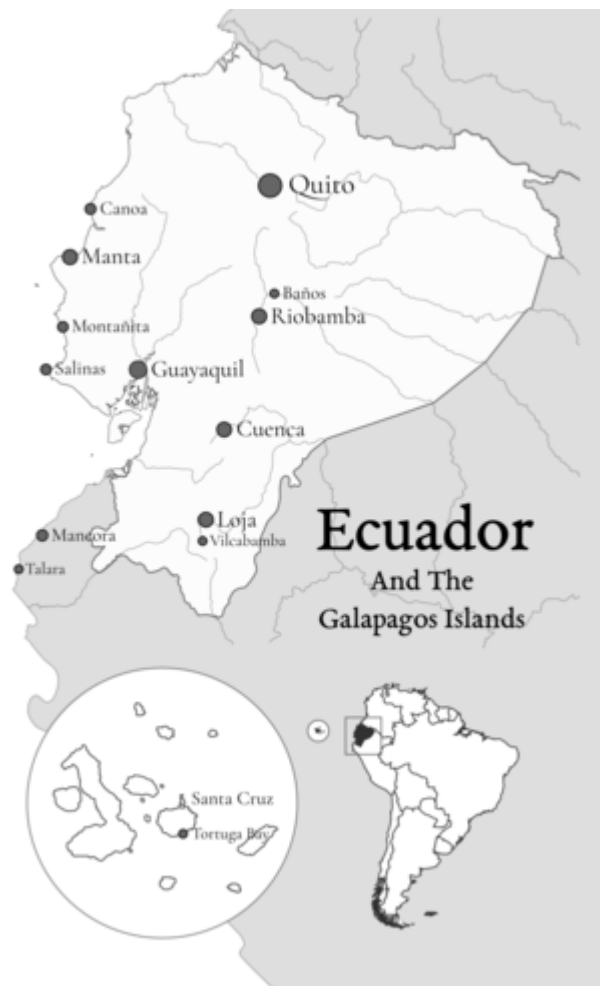 Quito
Canoa
Manta
Baños
Riobamba
Montañita
Salinas
Guayaquil
Cuenca
Loja
Vilcabamba
Mancora
Talara
Ecuador
And The
Galapagos Islands
Santa Cruz
Tortuga Bay